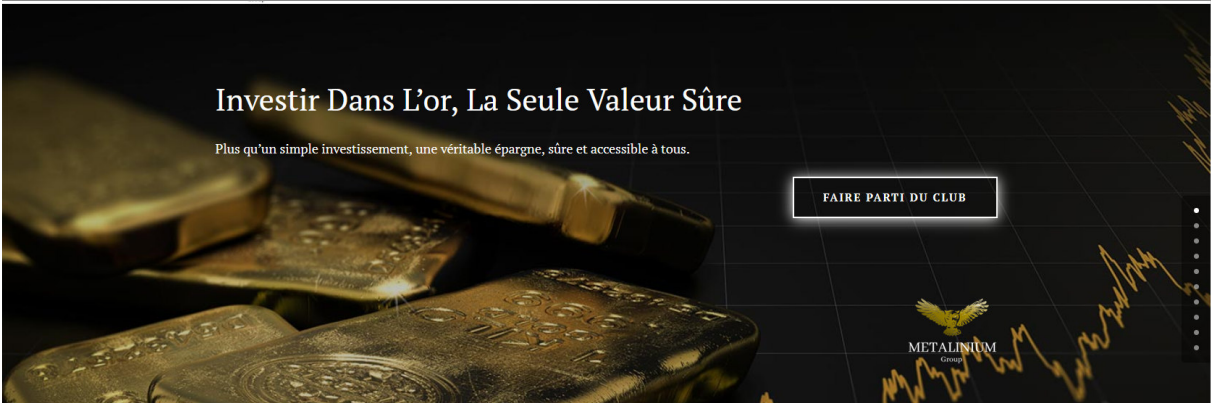 Investir Dans L’or, La Seule Valeur Sûre
Plus qu’un simple investissement, une véritable épargne, sûre et accessible à tous.
FAIRE PARTI DU CLUB
METALINIUM
Group